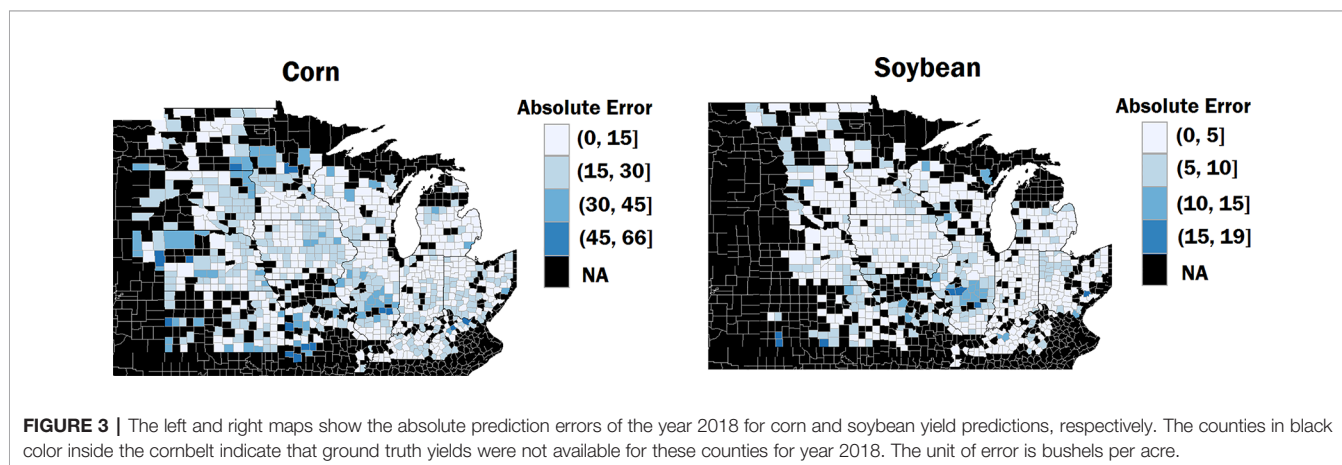 Corn
Absolute Error
(0, 15]
(15, 30]
(30, 45]
(45, 66]
NA
Soybean
Absolute Error
(0, 5]
(5, 10]
(10, 15]
(15, 19]
NA
FIGURE 3 | The left and right maps show the absolute prediction errors of the year 2018 for corn and soybean yield predictions, respectively. The counties in black
color inside the cornbelt indicate that ground truth yields were not available for these counties for year 2018. The unit of error is bushels per acre.